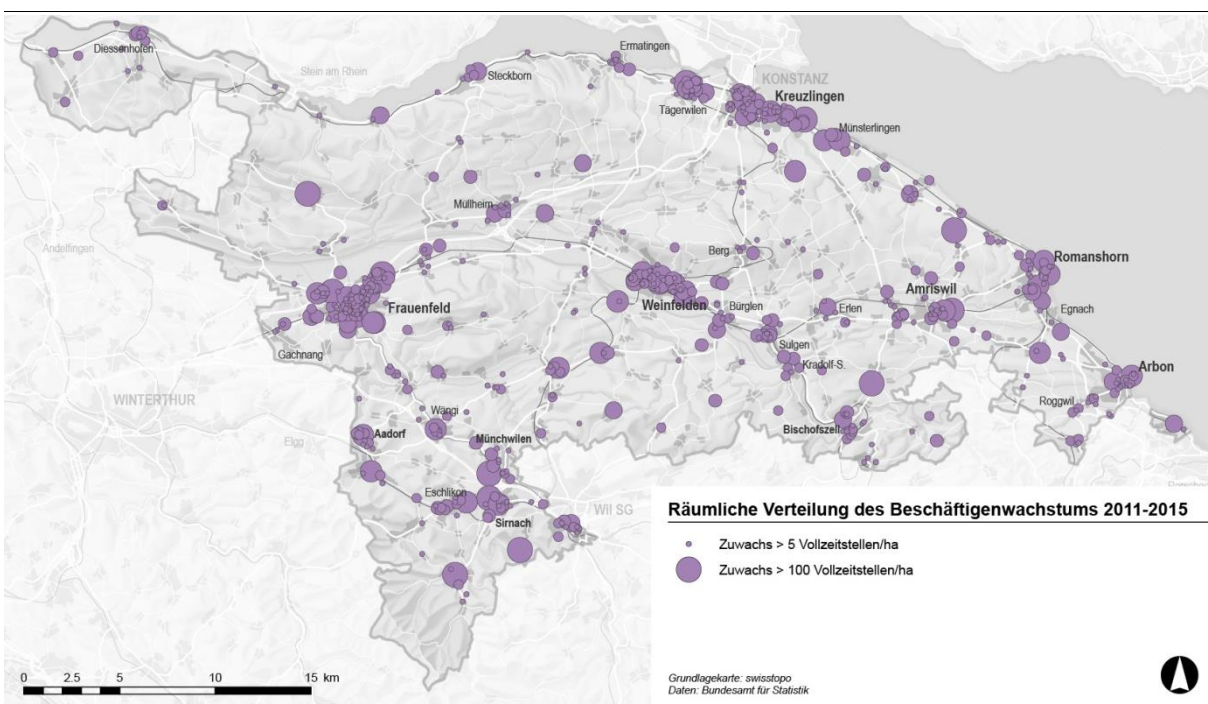 Diessenhofen
Stein am Rhein
Ermatingen
Steckborn
KONSTANZ
Kreuzlingen
Tägerwilen
Münsterlingen
Müllheim
Andelfingen
Berg
Romanshorn
Amriswil
Frauenfeld
Weinfelden
Bürglen
Erlen
Egnach
Gachnang
Sulgen
Kradolf-S.
Arbon
WINTERTHUR
Roggwil
Wängi
Elgg
Aadorf
Münchwilen
Bischofszell
Eschlikon
WIL SG
Sirnach
Räumliche Verteilung des Beschäftigenwachstums 2011-2015
Zuwachs > 5 Vollzeitstellen/ha
Zuwachs > 100 Vollzeitstellen/ha
0 2.5 5 10 15 km
Grundlagekarte: swisstopo
Daten: Bundesamt für Statistik